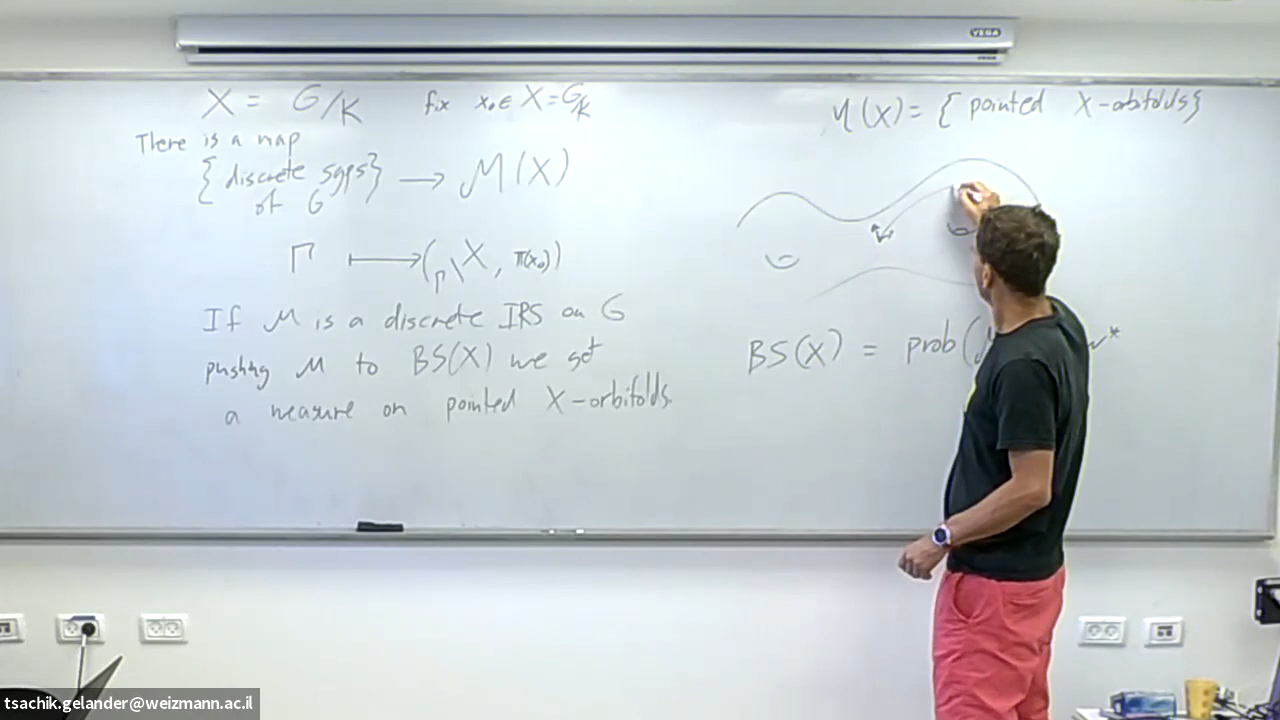 VEGA
X = G/K fix x₀ ∈ X = G/K
There is a map
{discrete sgps of G} → M(X)
Γ ↦ (Γ\X, π(x₀))
If μ is a discrete IRS on G
pushing μ to BS(X) we get
a measure on pointed X-orbifolds.
M(X) = { pointed X-orbifolds}
BS(X) = prob(
tsachik.gelander@weizmann.ac.il